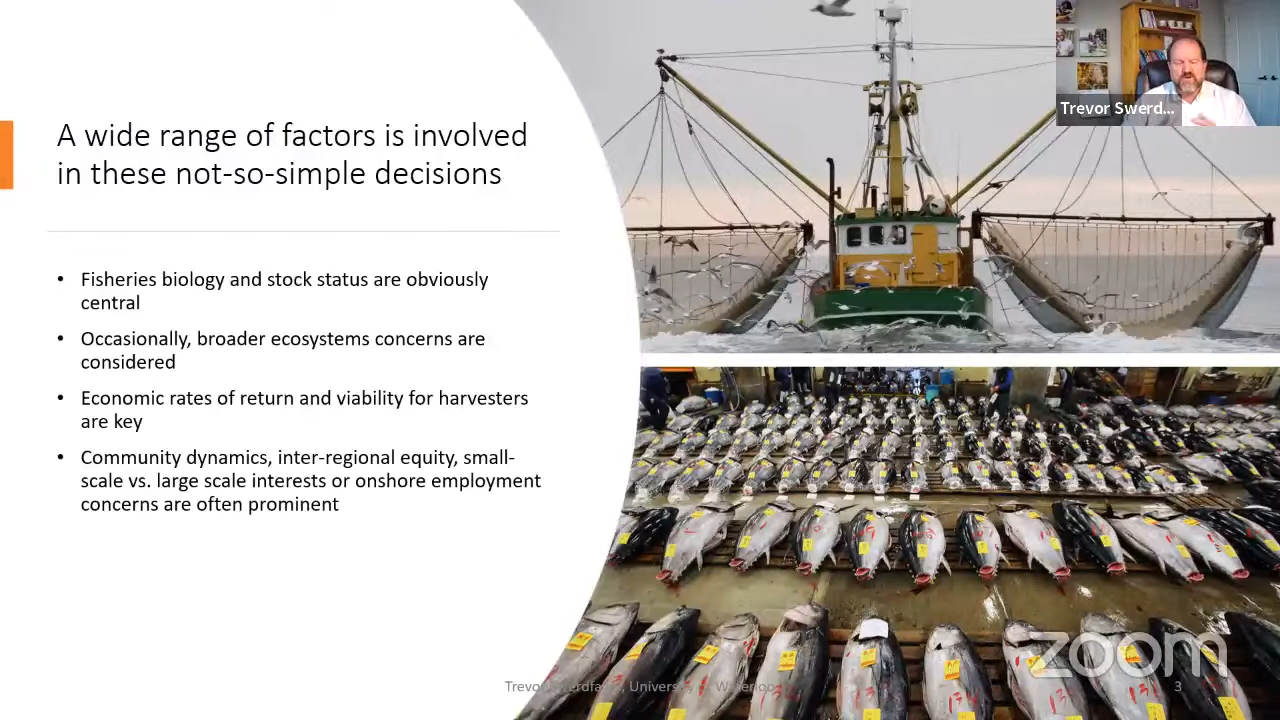 A wide range of factors is involved
in these not-so-simple decisions
• Fisheries biology and stock status are obviously
central
• Occasionally, broader ecosystems concerns are
considered
• Economic rates of return and viability for harvesters
are key
• Community dynamics, inter-regional equity, small-
scale vs. large scale interests or onshore employment
concerns are often prominent
Trevor Swerd...
zoom
3